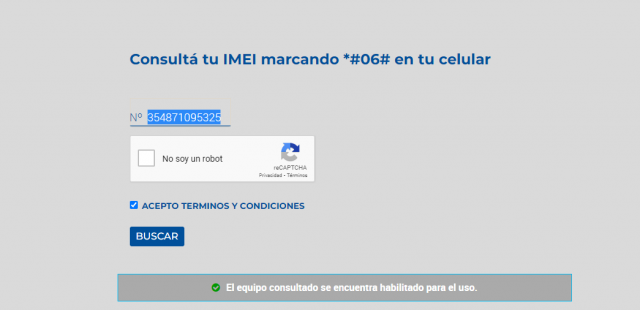 Consultá tu IMEI marcando *#06# en tu celular
Nº 354871095325
No soy un robot
reCAPTCHA
Privacidad - Términos
ACEPTO TERMINOS Y CONDICIONES
BUSCAR
El equipo consultado se encuentra habilitado para el uso.